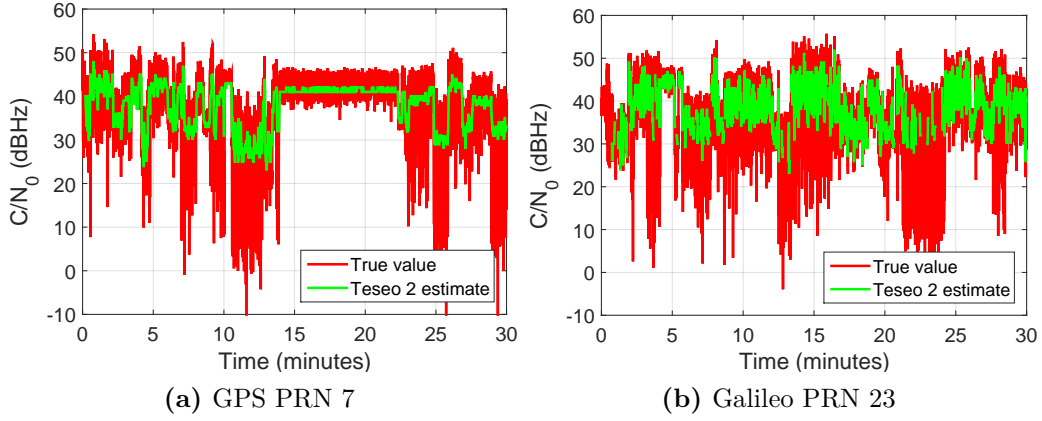 60
50
40
30
20
10
0
-10
C/N0 (dBHz)
0 5 10 15 20 25 30
Time (minutes)
True value
Teseo 2 estimate
(a) GPS PRN 7
60
50
40
30
20
10
0
-10
C/N0 (dBHz)
0 5 10 15 20 25 30
Time (minutes)
True value
Teseo 2 estimate
(b) Galileo PRN 23